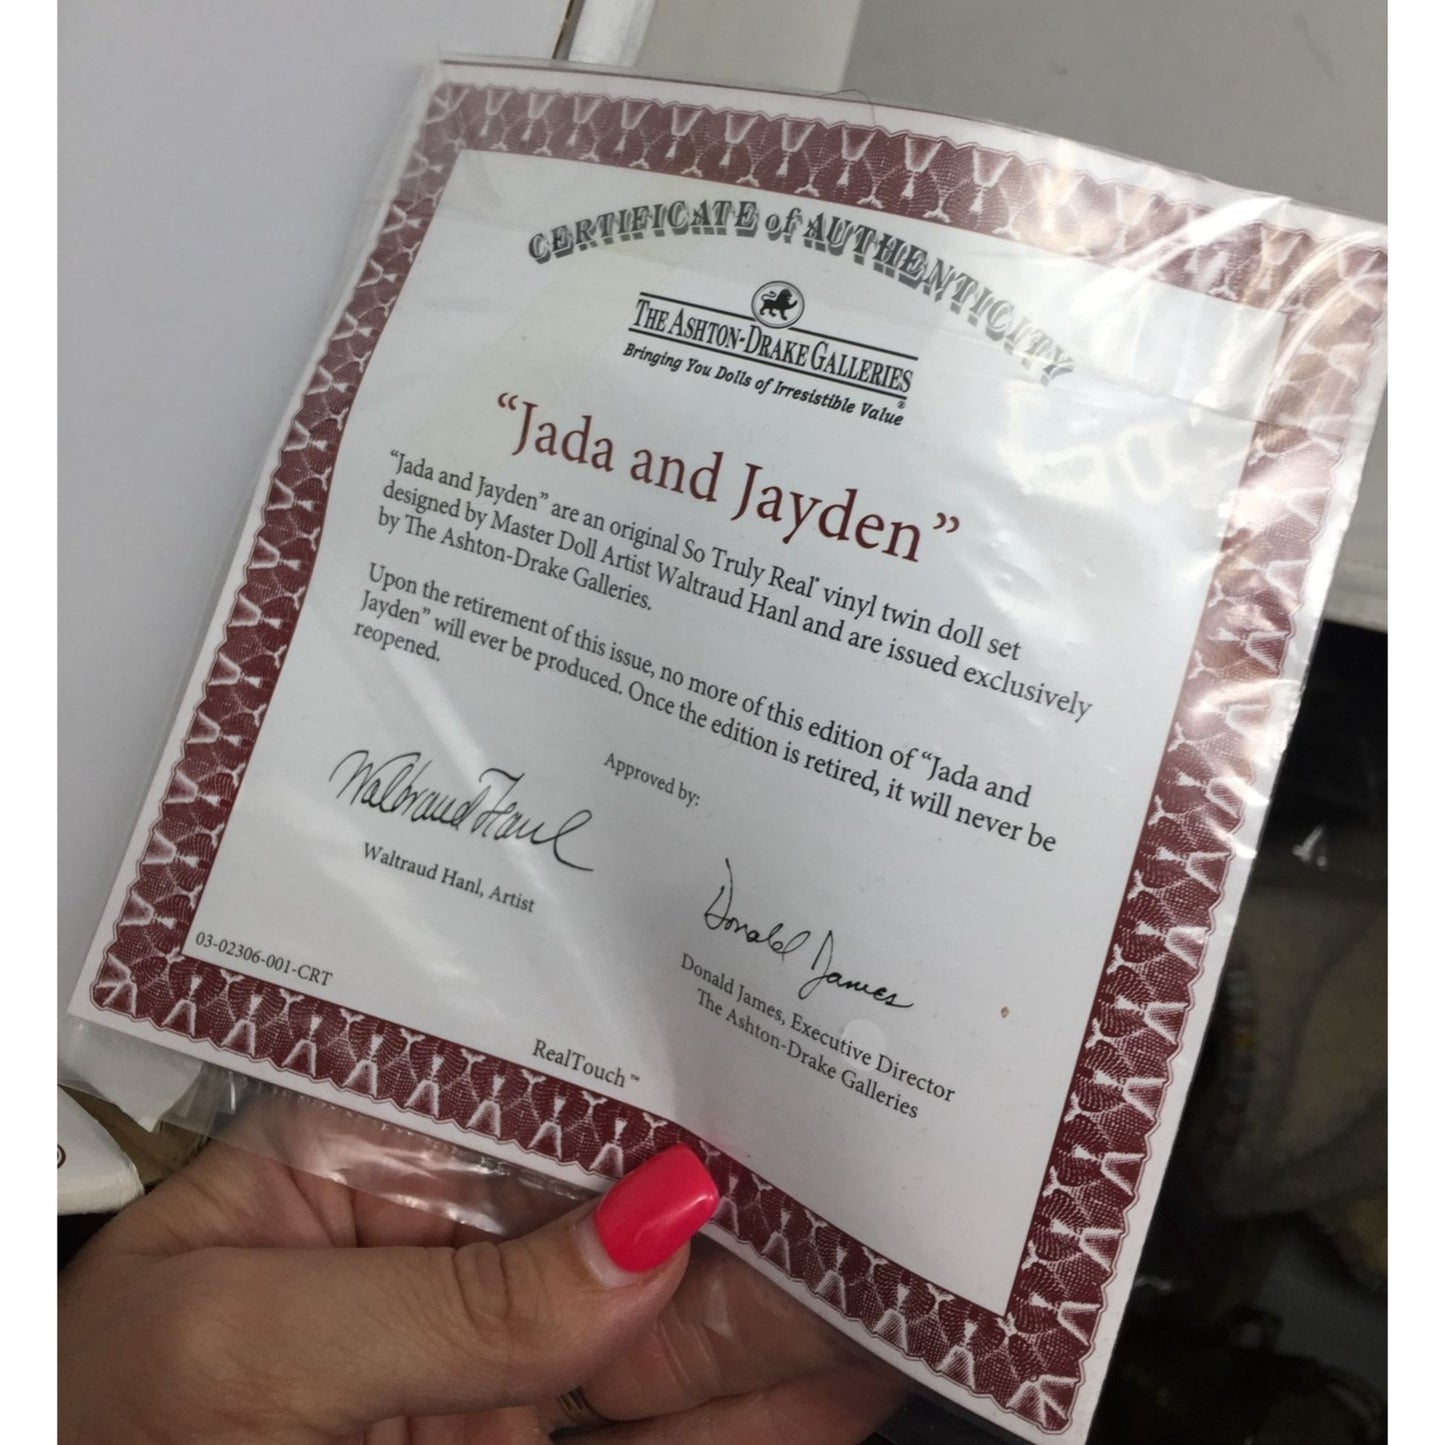 CERTIFICATE of AUTHENTICITY
THE ASHTON-DRAKE GALLERIES®
Bringing You Dolls of Irresistible Value
“Jada and Jayden”
“Jada and Jayden” are an original So Truly Real® vinyl twin doll set
designed by Master Doll Artist Waltraud Hanl and are issued exclusively
by The Ashton-Drake Galleries.
Upon the retirement of this issue, no more of this edition of “Jada and
Jayden” will ever be produced. Once the edition is retired, it will never be
reopened.
Approved by:
Waltraud Hanl
Waltraud Hanl, Artist
Donald James
Donald James, Executive Director
The Ashton-Drake Galleries
03-02306-001-CRT
RealTouch™